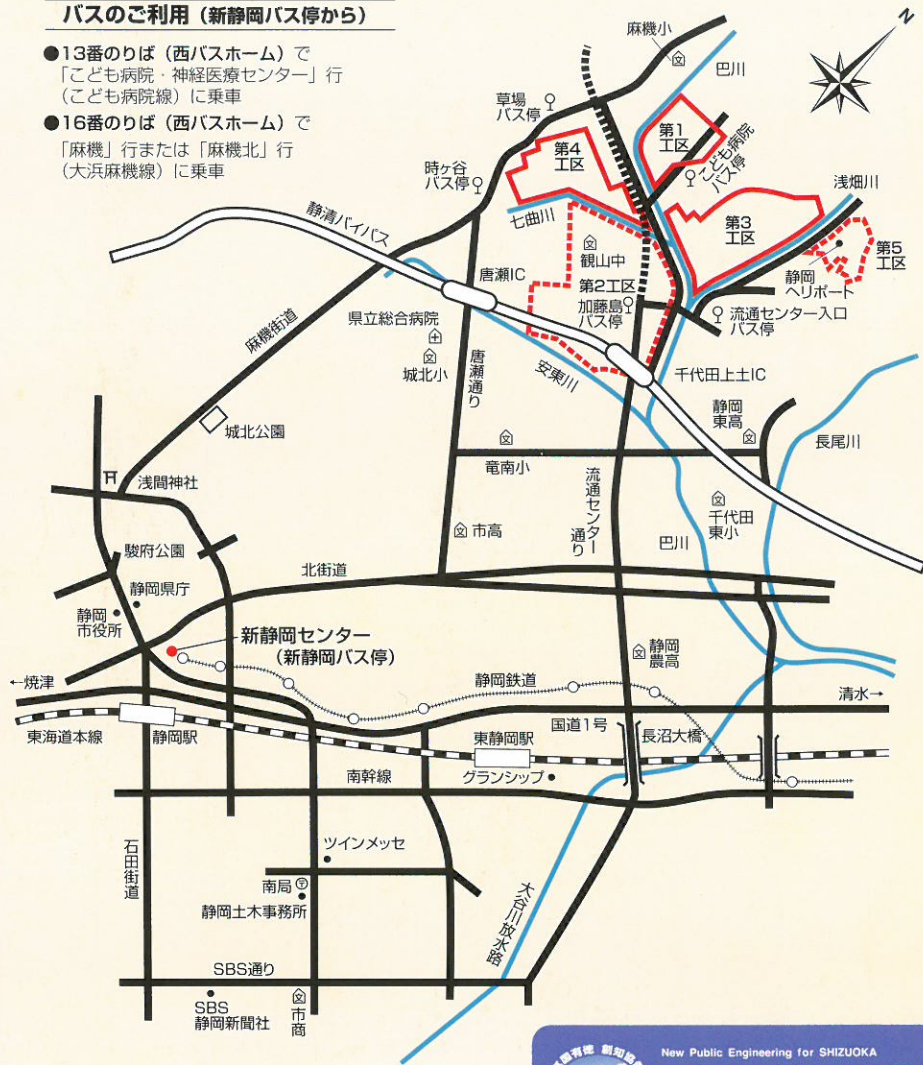 バスのご利用（新静岡バス停から）
●13番のりば（西バスホーム）で
「こども病院・神経医療センター」行
（こども病院線）に乗車
●16番のりば（西バスホーム）で
「麻機」行または「麻機北」行
（大浜麻機線）に乗車
N
麻機小
文
巴川
草場
バス停
第1
工区
こども病院
バス停
第4
工区
時ヶ谷
バス停
浅畑川
七曲川
第3
工区
第5
工区
静清バイパス
文
観山中
静岡
ヘリポート
唐瀬IC
第2工区
加藤島
バス停
流通センター入口
バス停
県立総合病院
文
城北小
麻機街道
唐瀬通り
安東川
千代田上土IC
静岡
東高
文
長尾川
城北公園
文
竜南小
浅間神社
流通センター
通り
文
千代田
東小
文
市高
巴川
駿府公園
北街道
静岡県庁
静岡
市役所
新静岡センター
（新静岡バス停）
文
静岡
農高
←焼津
静岡鉄道
清水→
国道1号
長沼大橋
東海道本線
静岡駅
東静岡駅
グランシップ
南幹線
石田街道
ツインメッセ
南局
〒
静岡土木事務所
大谷川放水路
SBS通り
SBS
静岡新聞社
文
市商
New Public Engineering for SHIZUOKA